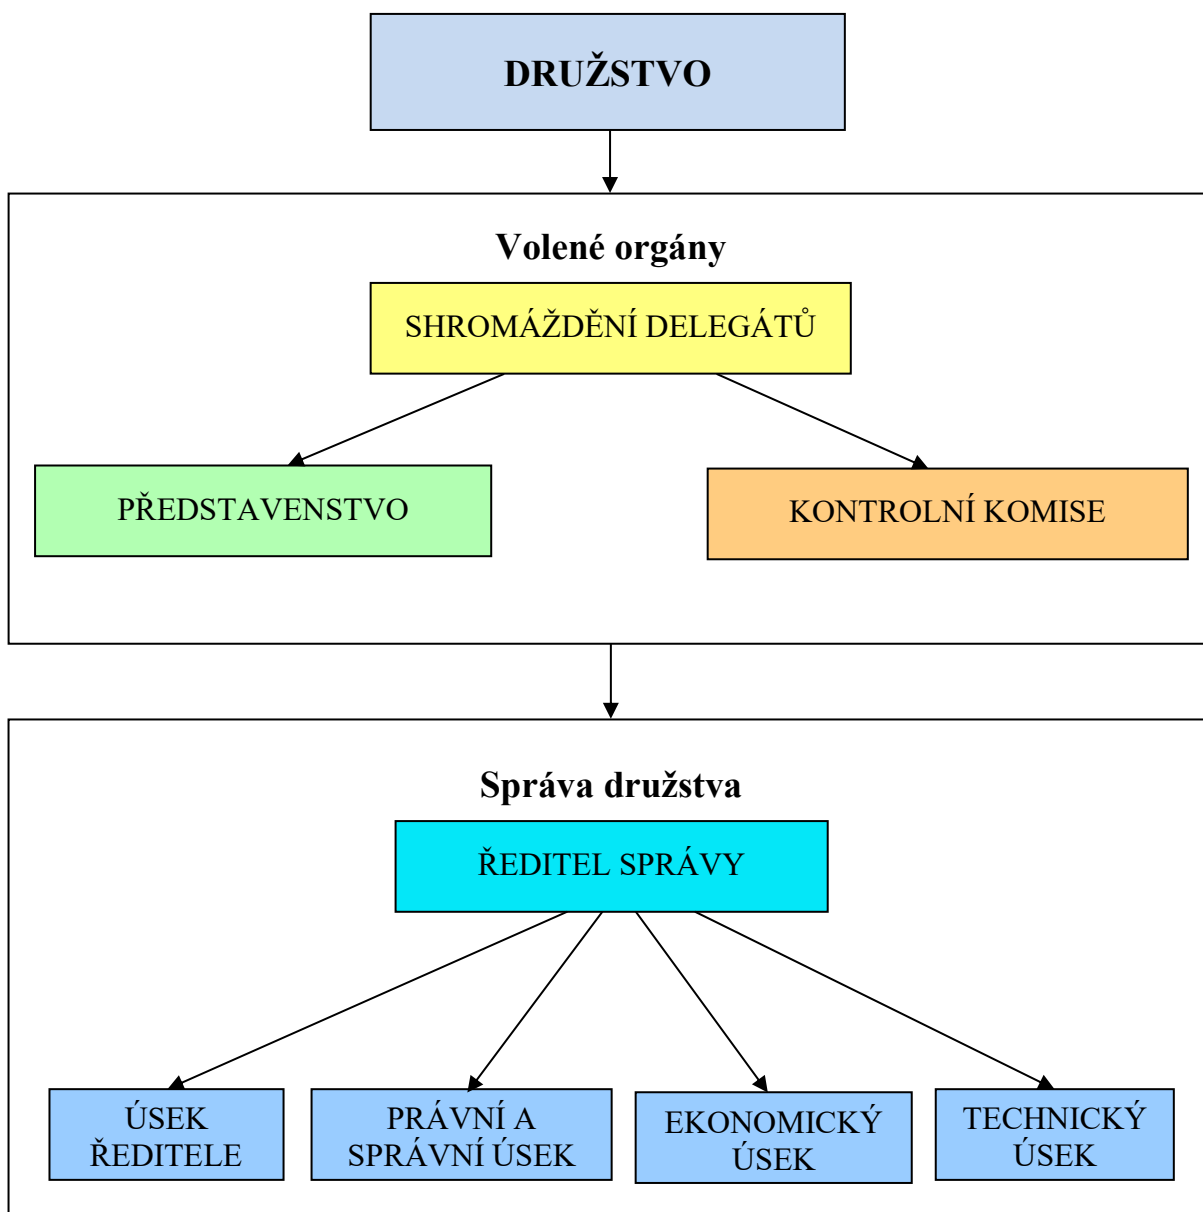 DRUŽSTVO
Volené orgány
SHROMÁŽDĚNÍ DELEGÁTŮ
PŘEDSTAVENSTVO
KONTROLNÍ KOMISE
Správa družstva
ŘEDITEL SPRÁVY
ÚSEK
ŘEDITELE
PRÁVNÍ A
SPRÁVNÍ ÚSEK
EKONOMICKÝ
ÚSEK
TECHNICKÝ
ÚSEK